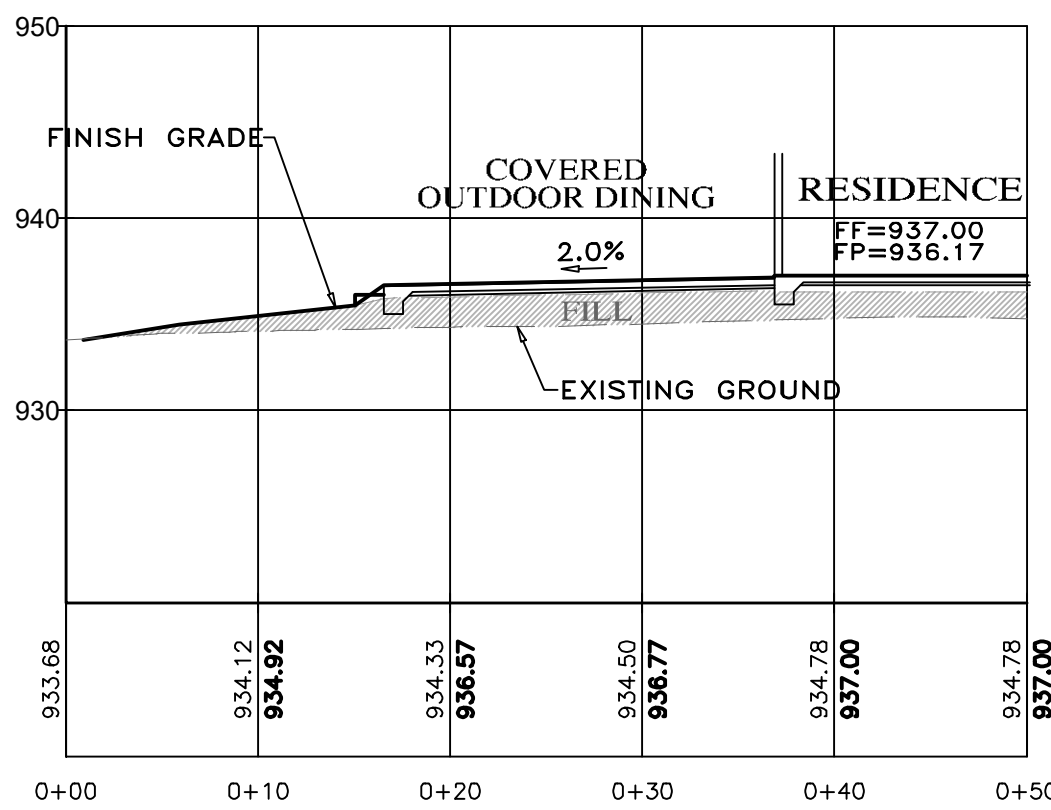 950
FINISH GRADE
COVERED
OUTDOOR DINING
RESIDENCE
940
FF=937.00
FP=936.17
2.0%
FILL
EXISTING GROUND
930
933.68
934.12
934.92
934.33
936.57
934.50
936.77
934.78
937.00
934.78
937.00
0+00
0+10
0+20
0+30
0+40
0+50